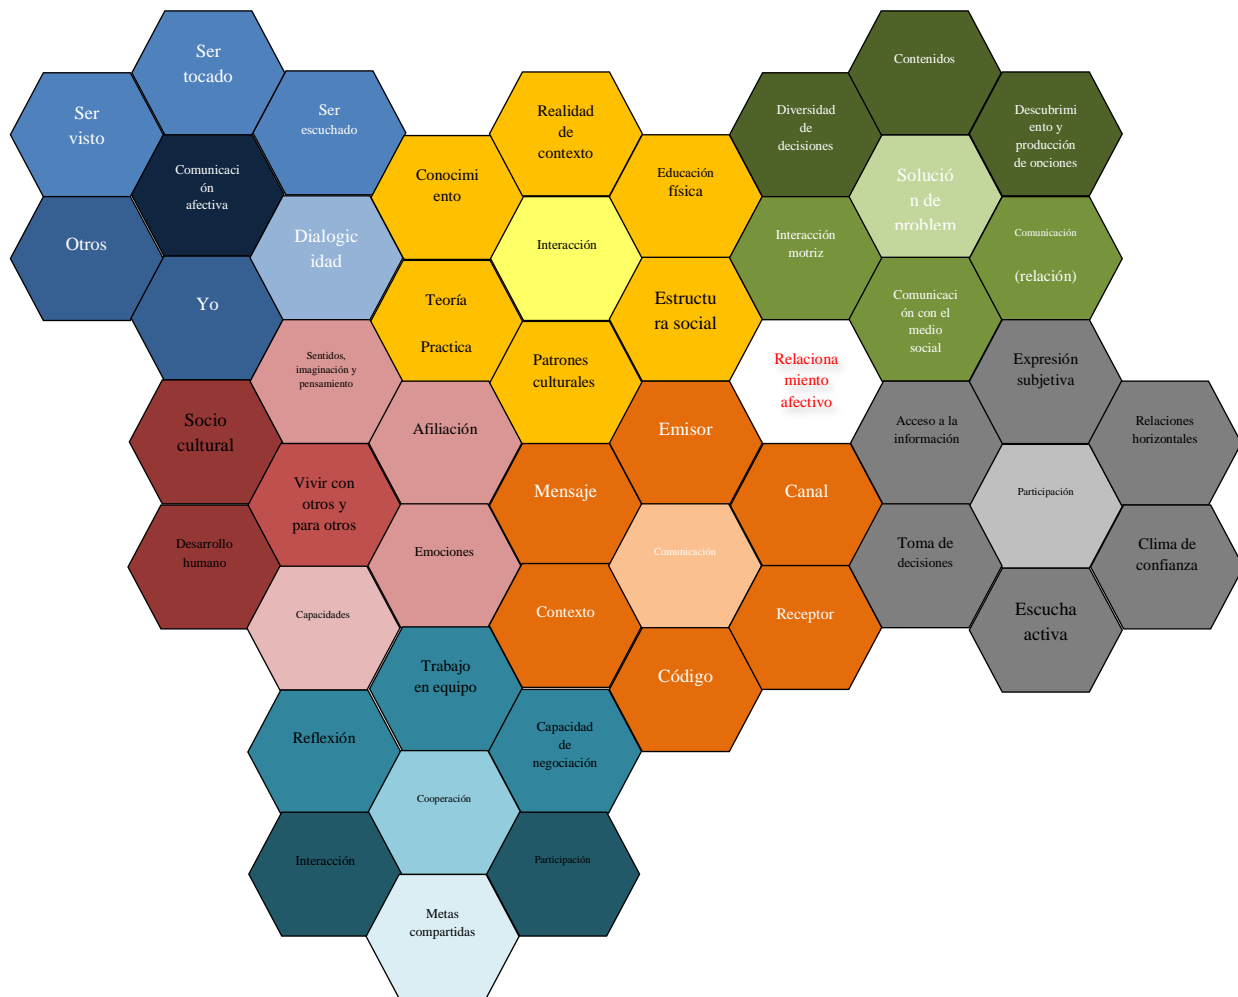 Ser
tocado
Ser
visto
Ser
escuchado
Comunicaci
ón
afectiva
Otros
Yo
Dialogic
idad
Conocimi
ento
Realidad
de
contexto
Educación
física
Interacción
Teoría
Practica
Estructu
ra social
Patrones
culturales
Contenidos
Diversidad
de
decisiones
Descubrimi
ento y
producción
de opciones
Solució
n de
problem
Interacción
motriz
Comunicación
(relación)
Comunicaci
ón con el
medio
social
Relaciona
miento
afectivo
Sentidos,
imaginación y
pensamiento
Socio
cultural
Afiliación
Vivir con
otros y
para otros
Desarrollo
humano
Emociones
Capacidades
Emisor
Mensaje
Canal
Comunicación
Contexto
Receptor
Código
Expresión
subjetiva
Acceso a la
información
Relaciones
horizontales
Participación
Toma de
decisiones
Clima de
confianza
Escucha
activa
Trabajo
en equipo
Reflexión
Capacidad
de
negociación
Cooperación
Interacción
Participación
Metas
compartidas